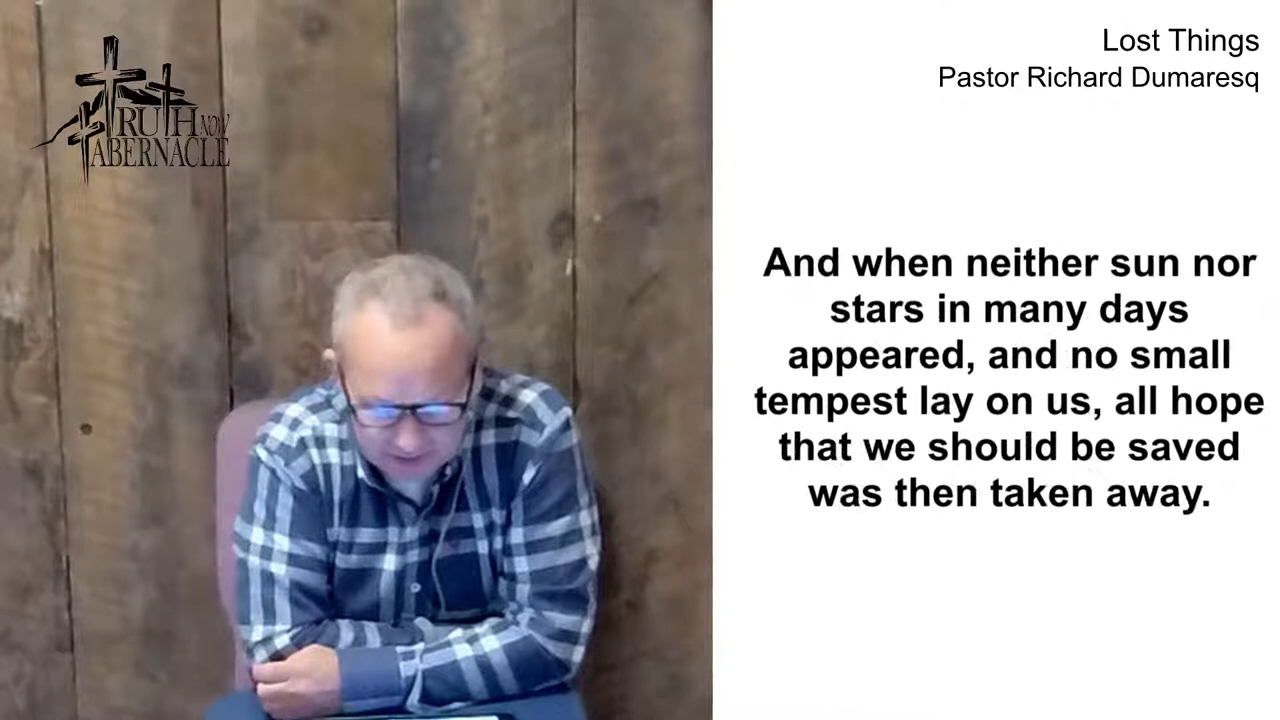 TRUTH NOW
TABERNACLE
Lost Things
Pastor Richard Dumaresq
And when neither sun nor
stars in many days
appeared, and no small
tempest lay on us, all hope
that we should be saved
was then taken away.